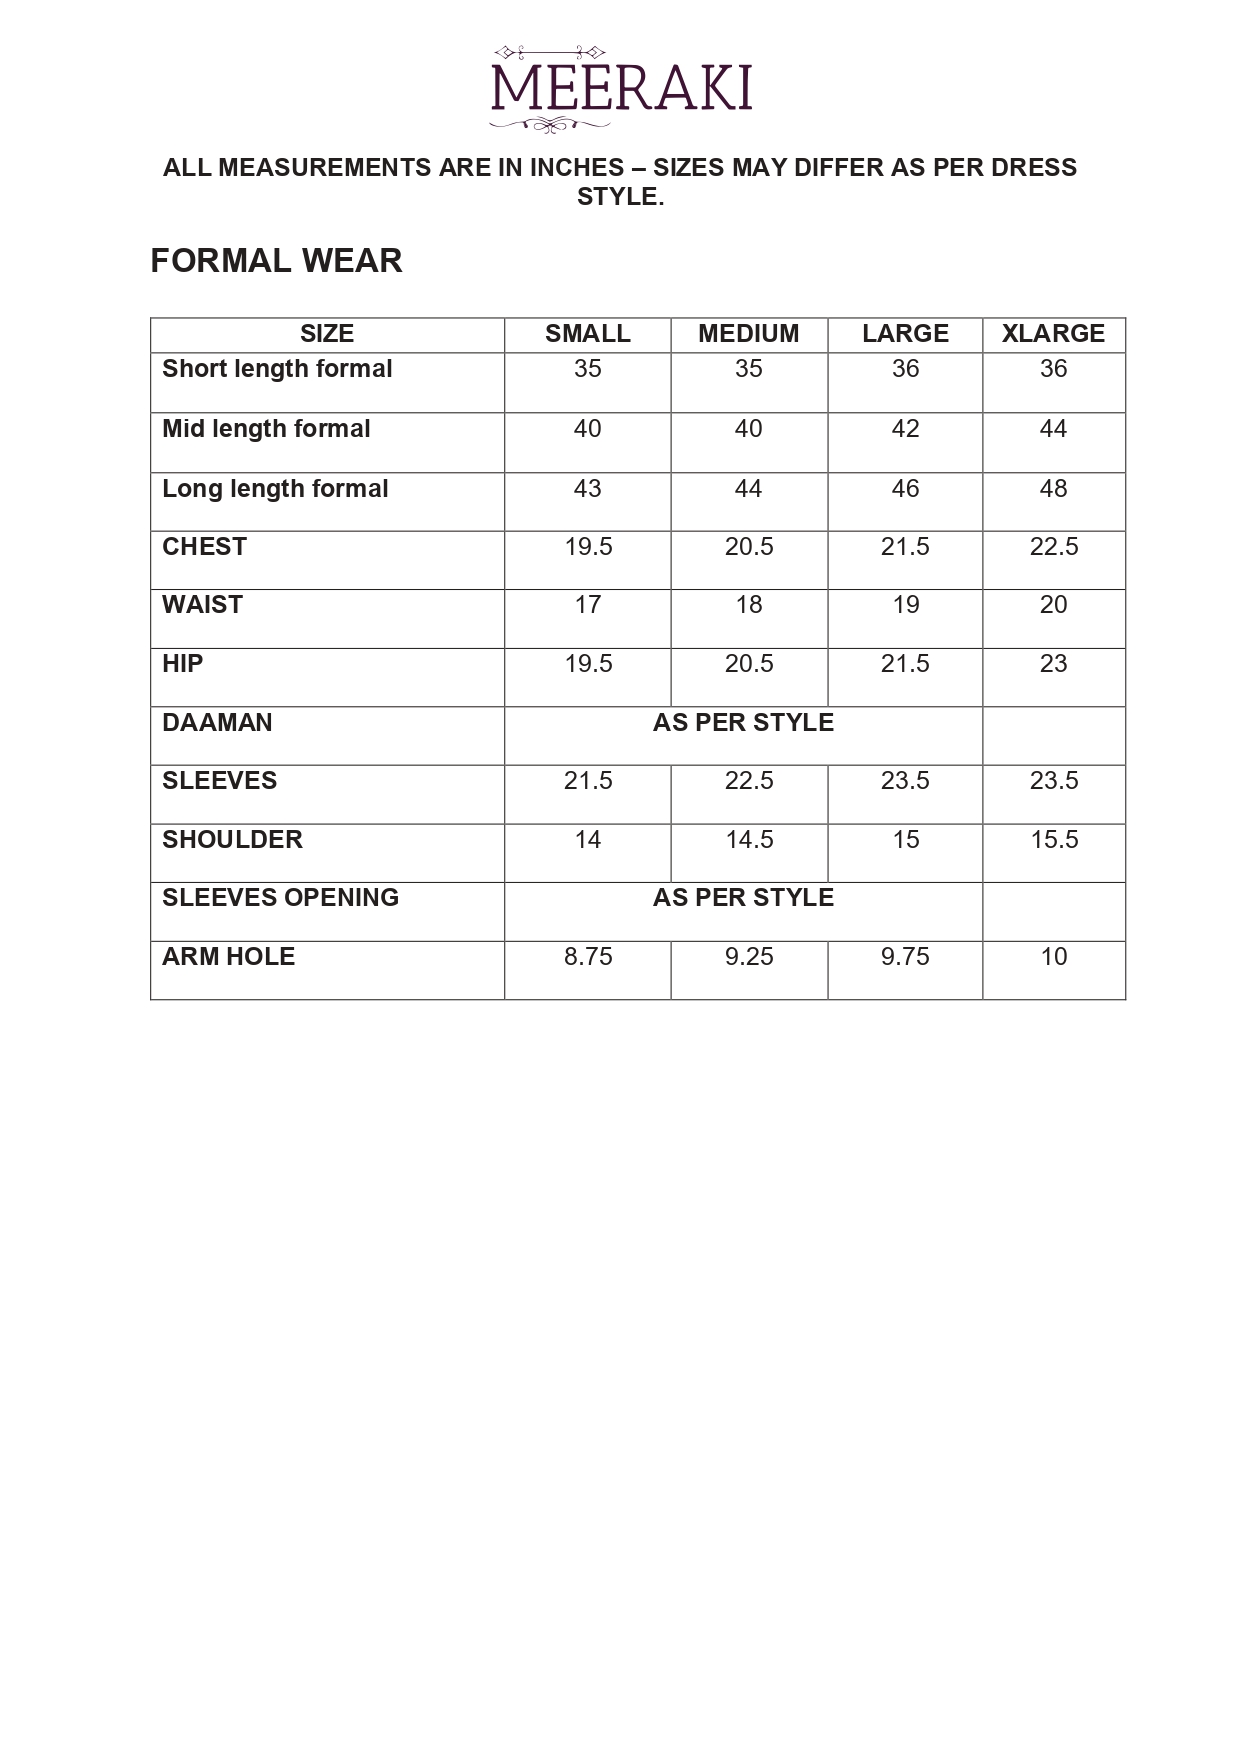 MEERAKI
ALL MEASUREMENTS ARE IN INCHES – SIZES MAY DIFFER AS PER DRESS
STYLE.
FORMAL WEAR
SIZE SMALL MEDIUM LARGE XLARGE
Short length formal 35 35 36 36
Mid length formal 40 40 42 44
Long length formal 43 44 46 48
CHEST 19.5 20.5 21.5 22.5
WAIST 17 18 19 20
HIP 19.5 20.5 21.5 23
DAAMAN AS PER STYLE
SLEEVES 21.5 22.5 23.5 23.5
SHOULDER 14 14.5 15 15.5
SLEEVES OPENING AS PER STYLE
ARM HOLE 8.75 9.25 9.75 10